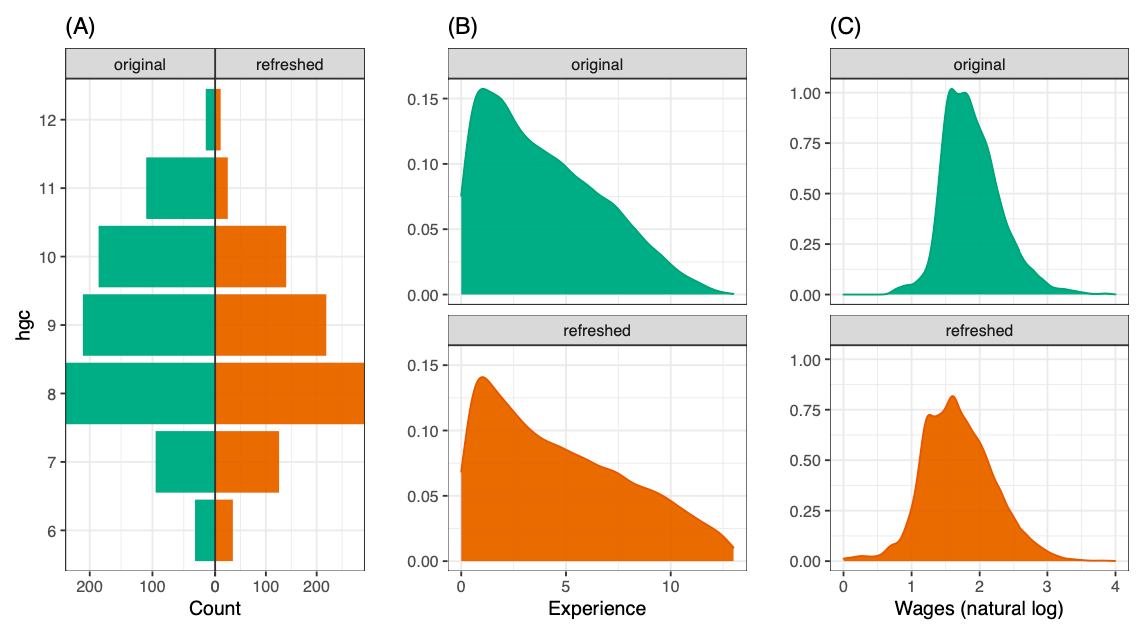 (A)
original refreshed
12
11
10
9
8
7
6
hgc
200 100 0 0 100 200
Count
(B)
original
0.15
0.10
0.05
0.00
refreshed
0.15
0.10
0.05
0.00
0 5 10
Experience
(C)
original
1.00
0.75
0.50
0.25
0.00
refreshed
1.00
0.75
0.50
0.25
0.00
0 1 2 3 4
Wages (natural log)